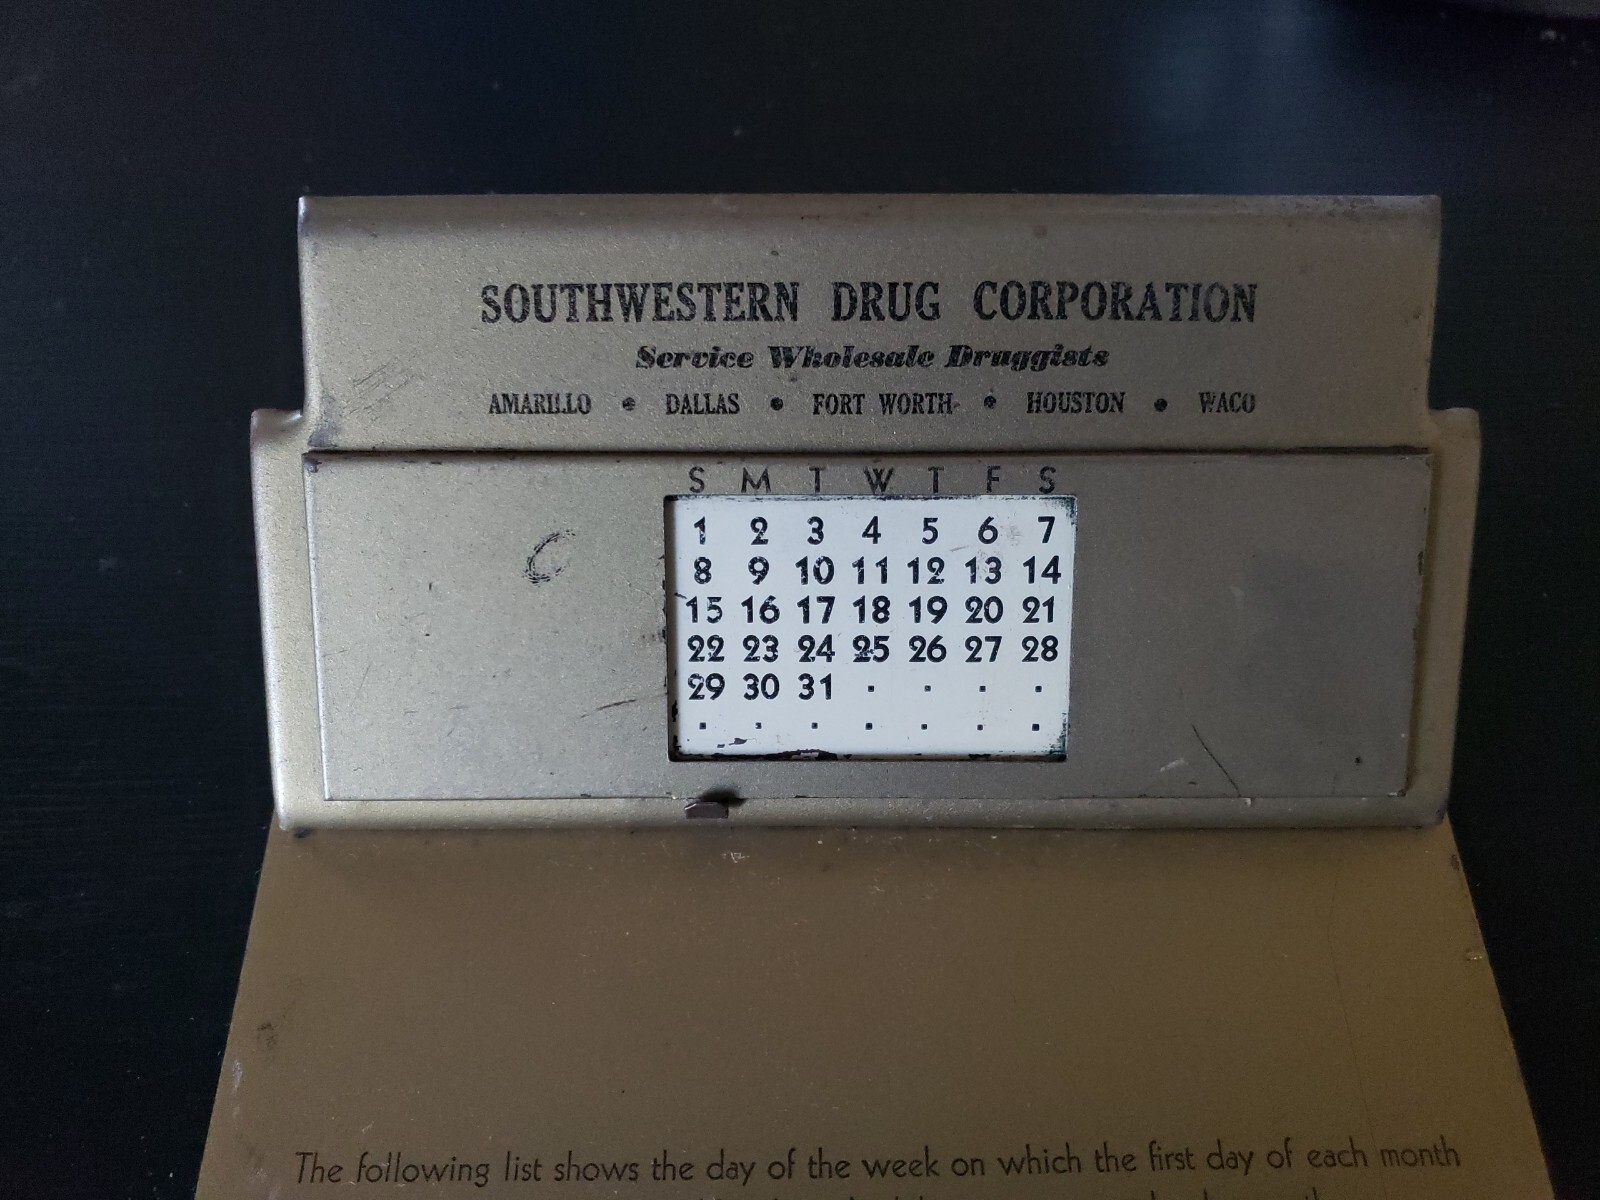 SOUTHWESTERN DRUG CORPORATION
Service Wholesale Druggists
AMARILLO • DALLAS • FORT WORTH • HOUSTON • WACO
S M T W T F S
1 2 3 4 5 6 7
8 9 10 11 12 13 14
15 16 17 18 19 20 21
22 23 24 25 26 27 28
29 30 31 . . . .
. . . . . . .
The following list shows the day of the week on which the first day of each month